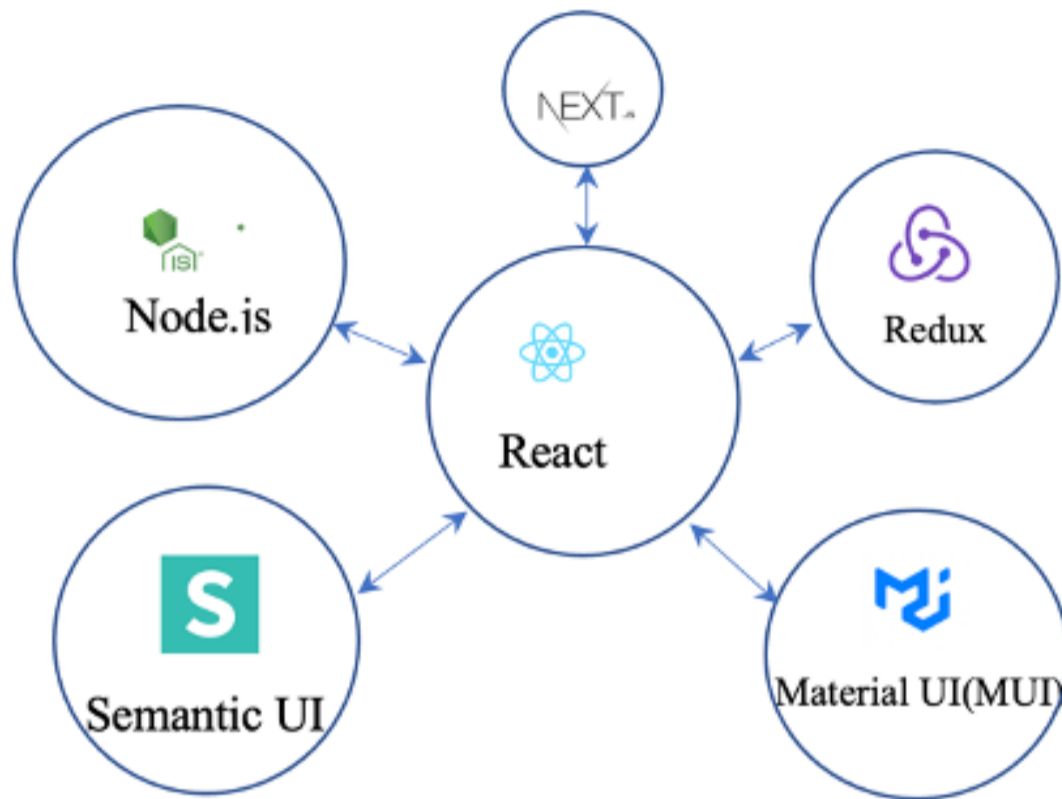 NEXT.js
Node.js
React
Redux
Semantic UI
Material UI(MUI)